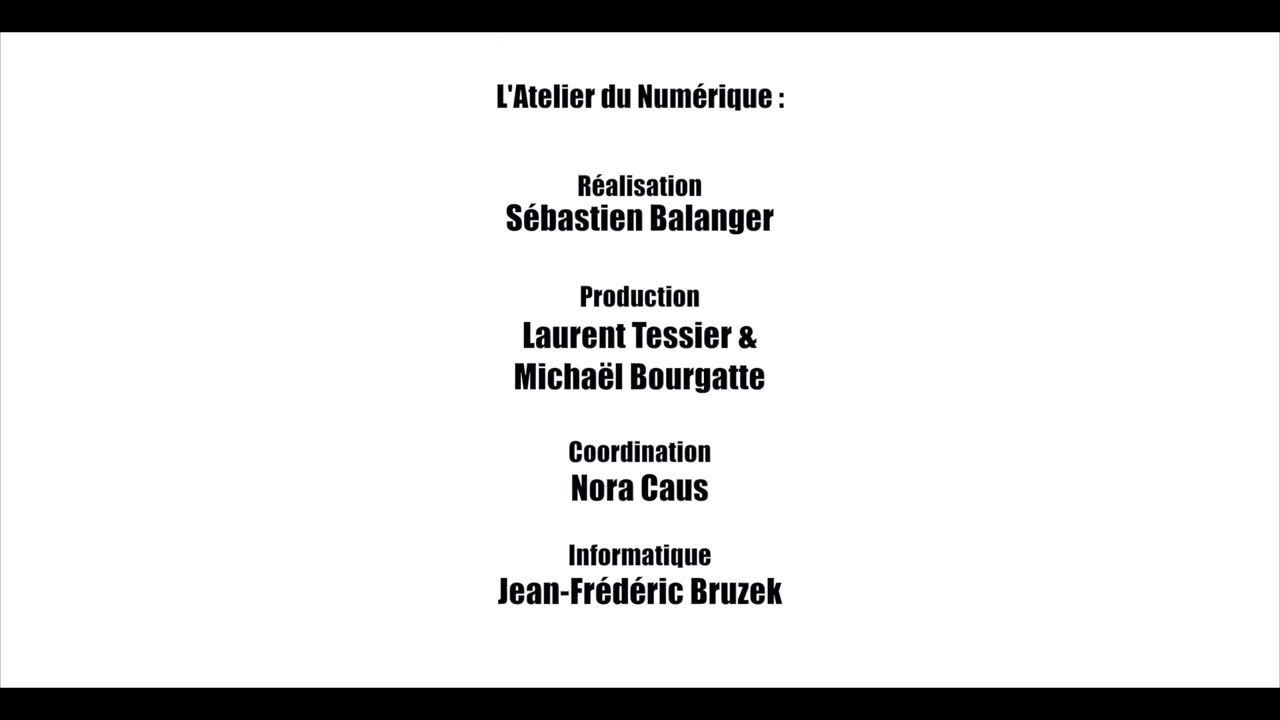 L'Atelier du Numérique :
Réalisation
Sébastien Balanger
Production
Laurent Tessier &
Michaël Bourgatte
Coordination
Nora Caus
Informatique
Jean-Frédéric Bruzek